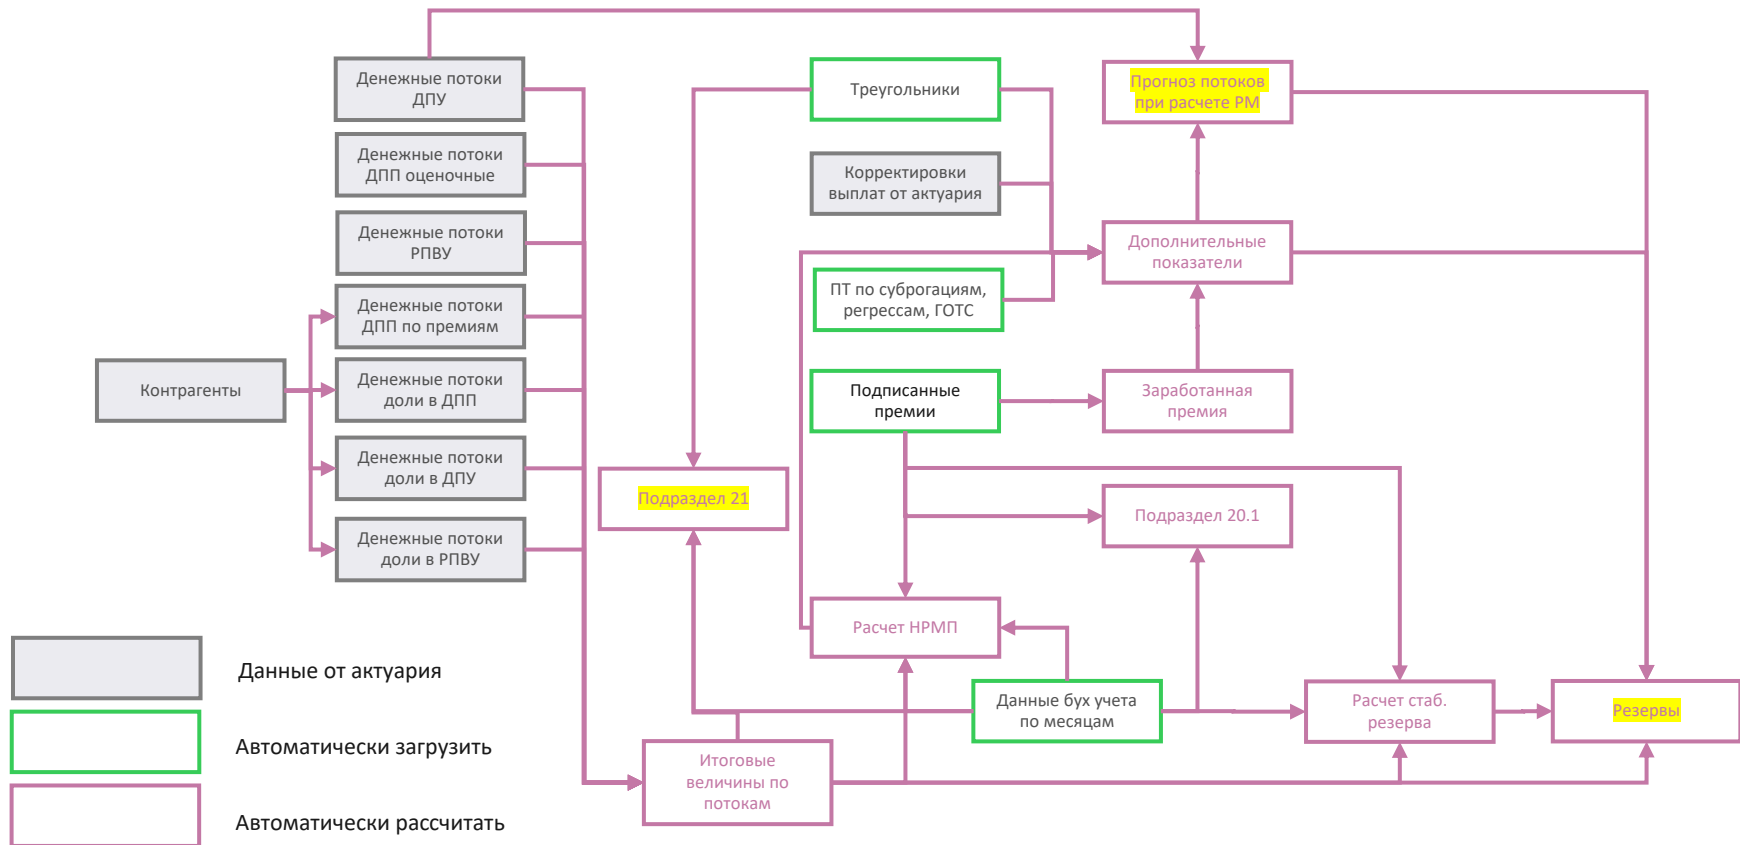 Денежные потоки
ДПУ
Денежные потоки
ДПП оценочные
Денежные потоки
РПВУ
Денежные потоки
ДПП по премиям
Контрагенты
Денежные потоки
доли в ДПП
Денежные потоки
доли в ДПУ
Денежные потоки
доли в РПВУ
Треугольники
Корректировки
выплат от актуария
ПТ по суброгациям,
регрессам, ГОТС
Подписанные
премии
Прогноз потоков
при расчете РМ
Дополнительные
показатели
Заработанная
премия
Подраздел 21
Подраздел 20.1
Расчет НРМП
Данные бух учета
по месяцам
Расчет стаб.
резерва
Резервы
Итоговые
величины по
потокам
Данные от актуария
Автоматически загрузить
Автоматически рассчитать